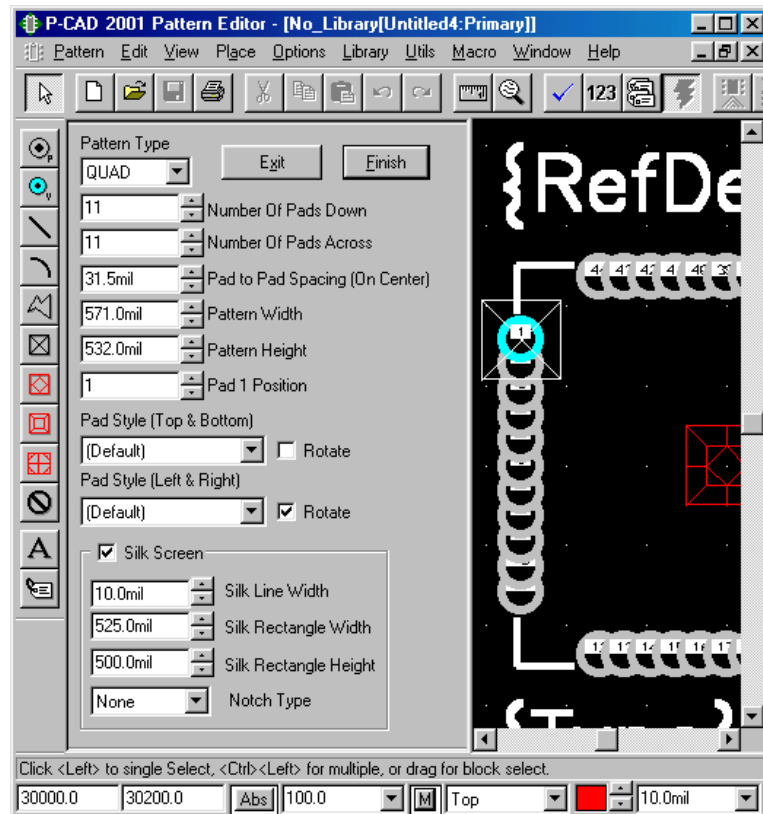 P-CAD 2001 Pattern Editor - [No_Library[Untitled4:Primary]]
Pattern Edit View Place Options Library Utils Macro Window Help
123
Pattern Type
QUAD
Exit
Finish
11 Number Of Pads Down
11 Number Of Pads Across
31.5mil Pad to Pad Spacing (On Center)
571.0mil Pattern Width
532.0mil Pattern Height
1 Pad 1 Position
Pad Style (Top & Bottom)
(Default) Rotate
Pad Style (Left & Right)
(Default) Rotate
Silk Screen
10.0mil Silk Line Width
525.0mil Silk Rectangle Width
500.0mil Silk Rectangle Height
None Notch Type
{RefDe
1
Click <Left> to single Select, <Ctrl><Left> for multiple, or drag for block select.
30000.0 30200.0 Abs 100.0 M Top 10.0mil